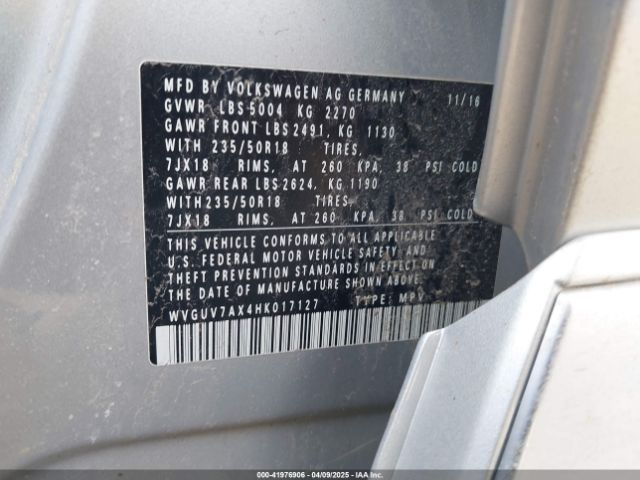 MFD BY VOLKSWAGEN AG GERMANY 11/16
GVWR LBS 5004 KG 2270
GAWR FRONT LBS 2491, KG 1130
WITH 235/50R18 TIRES,
7JX18 RIMS, AT 260 KPA, 38 PSI COLD
GAWR REAR LBS 2624, KG 1190
WITH 235/50R18 TIRES,
7JX18 RIMS, AT 260 KPA, 38 PSI COLD
THIS VEHICLE CONFORMS TO ALL APPLICABLE
U.S. FEDERAL MOTOR VEHICLE SAFETY AND
THEFT PREVENTION STANDARDS IN EFFECT ON
THE DATE OF MANUFACTURE SHOWN ABOVE
WVGUV7AX4HK017127 TYPE: MPV
000-41976906 - 04/09/2025 - IAA Inc.